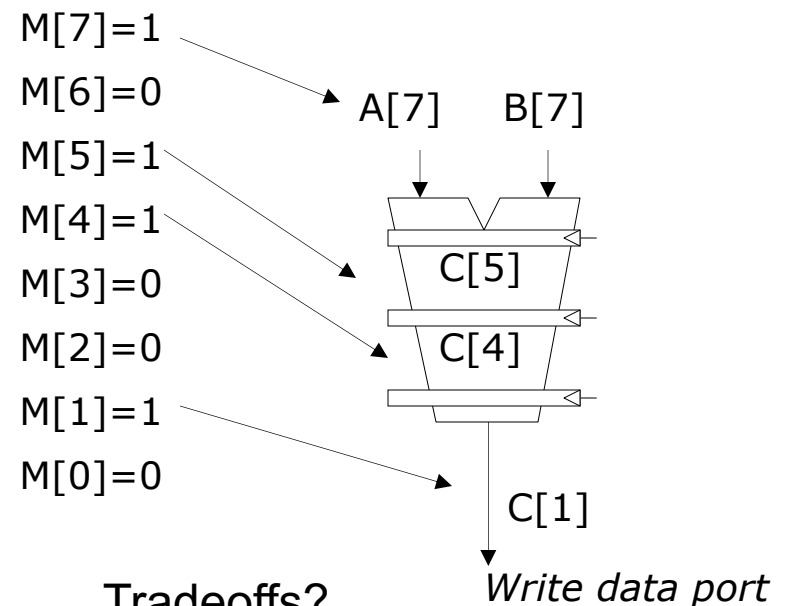 M[7]=1
M[6]=0
A[7] B[7]
M[5]=1
M[4]=1
C[5]
M[3]=0
M[2]=0
C[4]
M[1]=1
M[0]=0
C[1]
Tradeoffs?
Write data port